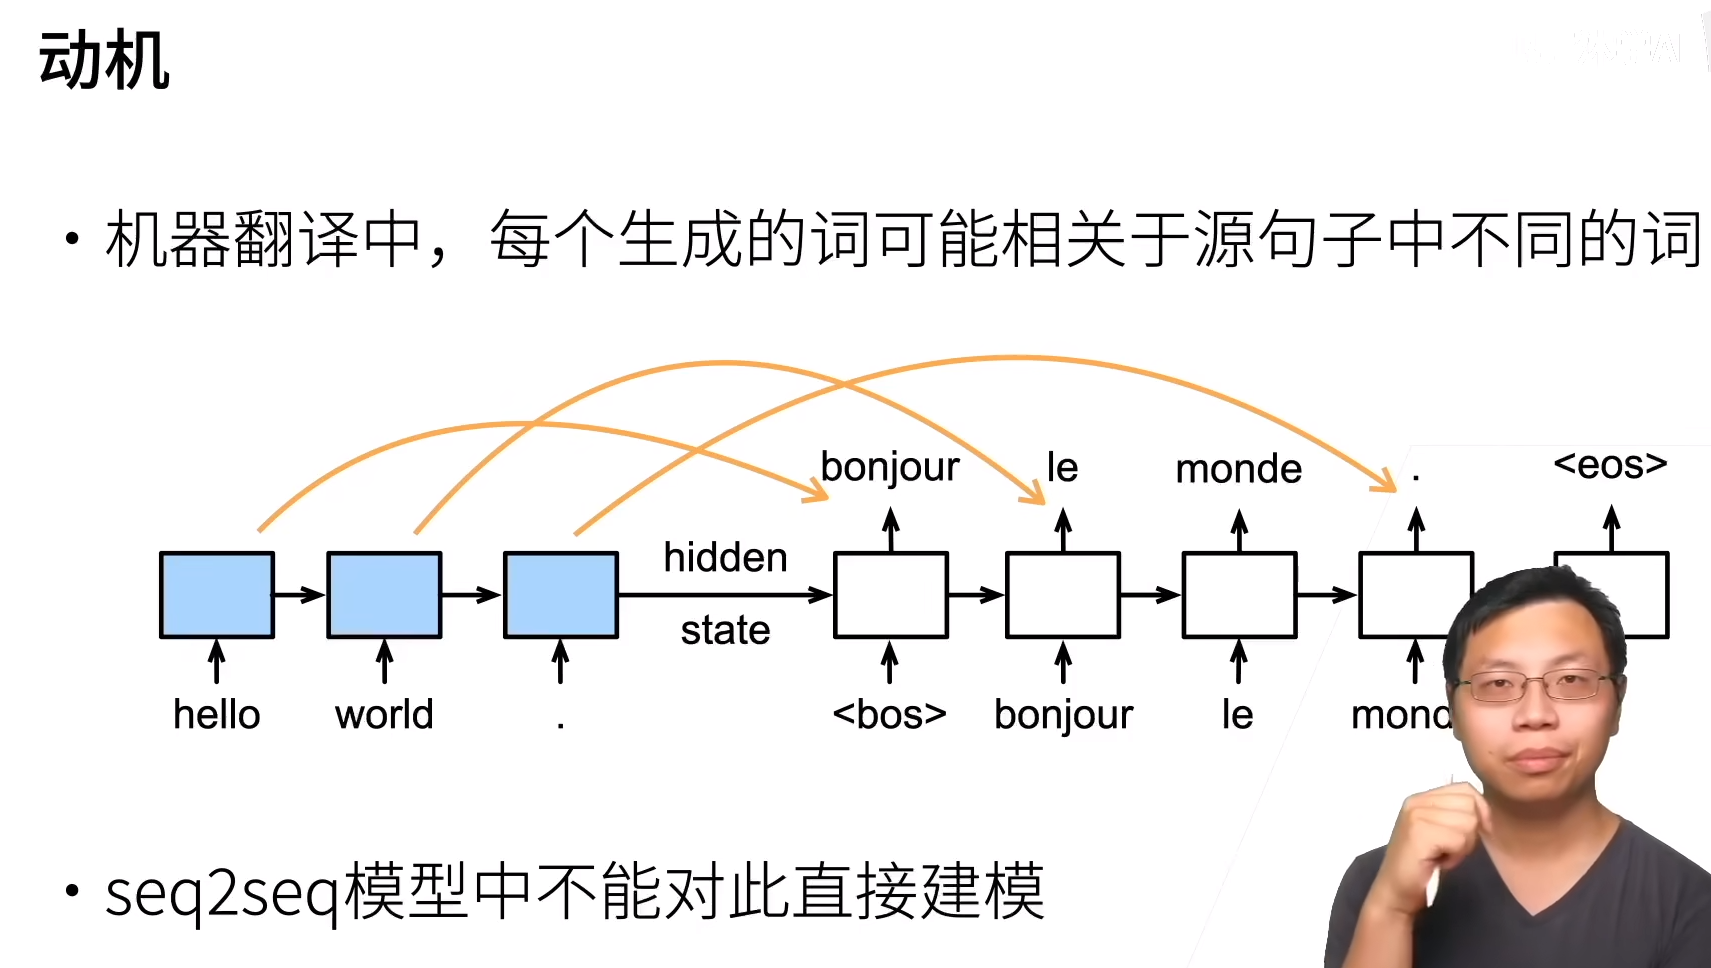 动机
• 机器翻译中，每个生成的词可能相关于源句子中不同的词
bonjour le monde . <eos>
hidden
state
hello world . <bos> bonjour le mond
• seq2seq模型中不能对此直接建模